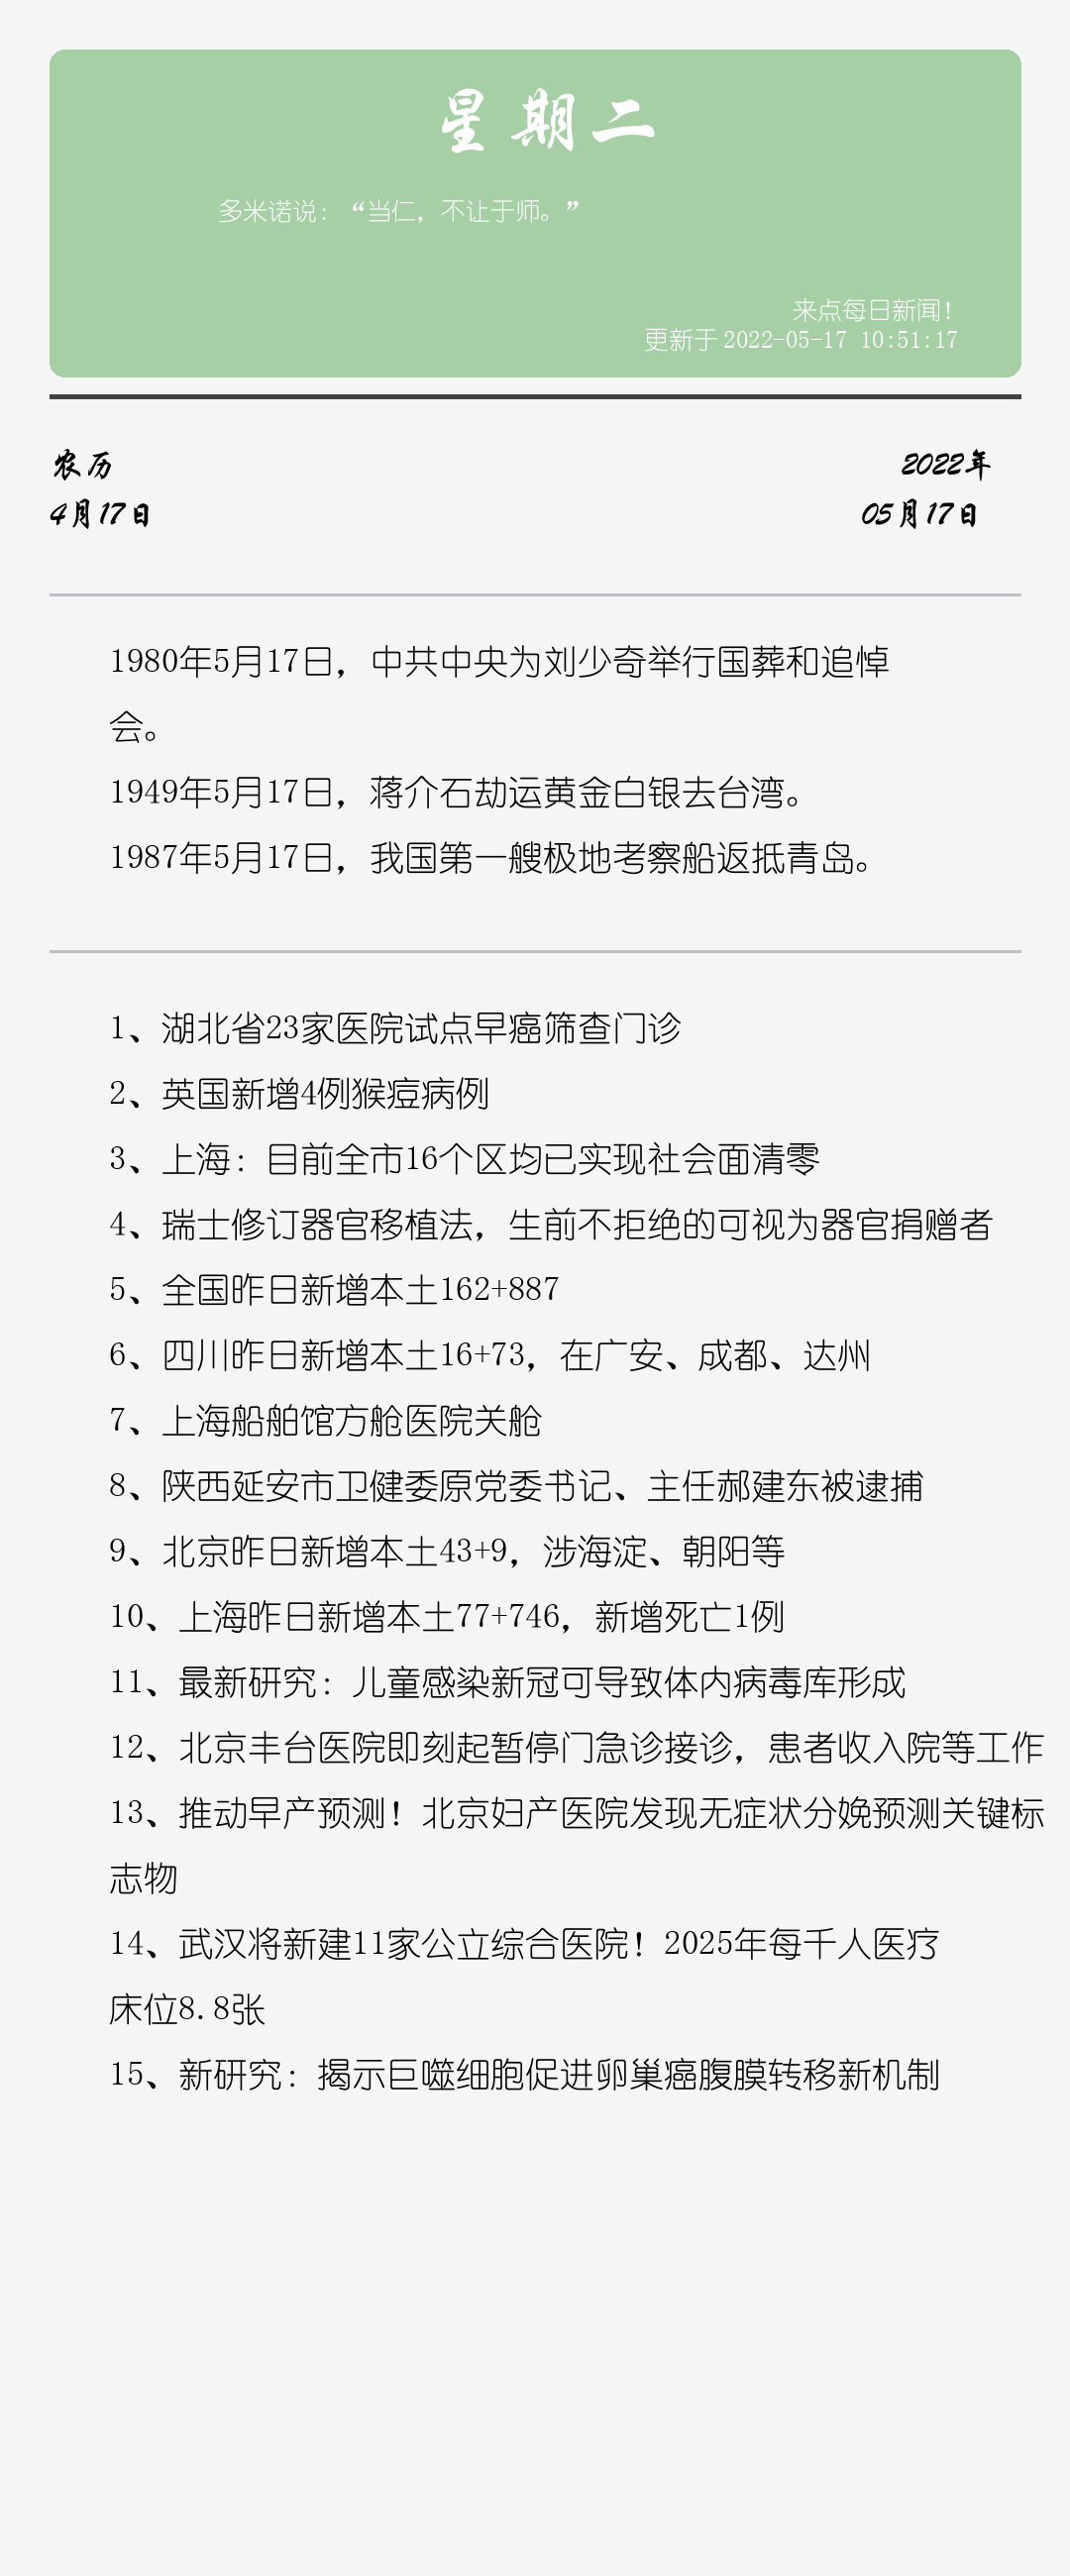 星期二
多米诺说：“当仁，不让于师。”
来点每日新闻！
更新于 2022-05-17 10:51:17
农历
2022年
4月17日
05月17日
1980年5月17日，中共中央为刘少奇举行国葬和追悼
会。
1949年5月17日，蒋介石劫运黄金白银去台湾。
1987年5月17日，我国第一艘极地考察船返抵青岛。
1、湖北省23家医院试点早癌筛查门诊
2、英国新增4例猴痘病例
3、上海：目前全市16个区均已实现社会面清零
4、瑞士修订器官移植法，生前不拒绝的可视为器官捐赠者
5、全国昨日新增本土162+887
6、四川昨日新增本土16+73，在广安、成都、达州
7、上海船舶馆方舱医院关舱
8、陕西延安市卫健委原党委书记、主任郝建东被逮捕
9、北京昨日新增本土43+9，涉海淀、朝阳等
10、上海昨日新增本土77+746，新增死亡1例
11、最新研究：儿童感染新冠可导致体内病毒库形成
12、北京丰台医院即刻起暂停门急诊接诊，患者收入院等工作
13、推动早产预测！北京妇产医院发现无症状分娩预测关键标
志物
14、武汉将新建11家公立综合医院！2025年每千人医疗
床位8.8张
15、新研究：揭示巨噬细胞促进卵巢癌腹膜转移新机制